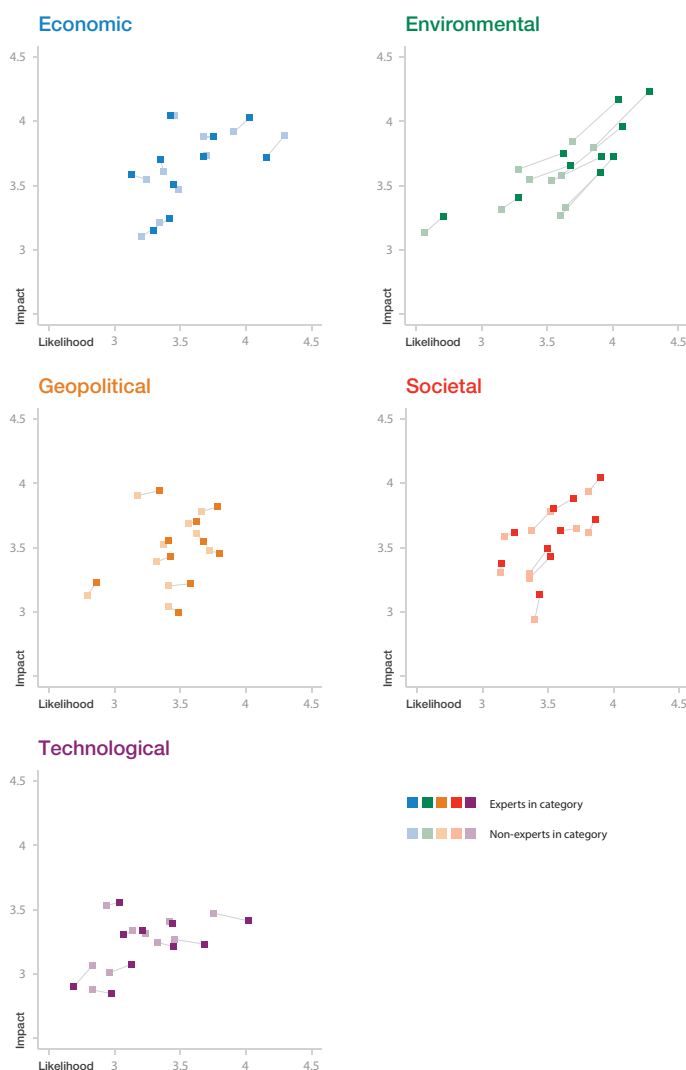 Economic
4.5
4
3.5
3
Impact
Likelihood 3 3.5 4 4.5
Environmental
4.5
4
3.5
3
Impact
Likelihood 3 3.5 4 4.5
Geopolitical
4.5
4
3.5
3
Impact
Likelihood 3 3.5 4 4.5
Societal
4.5
4
3.5
3
Impact
Likelihood 3 3.5 4 4.5
Technological
4.5
4
3.5
3
Impact
Likelihood 3 3.5 4 4.5
Experts in category
Non-experts in category